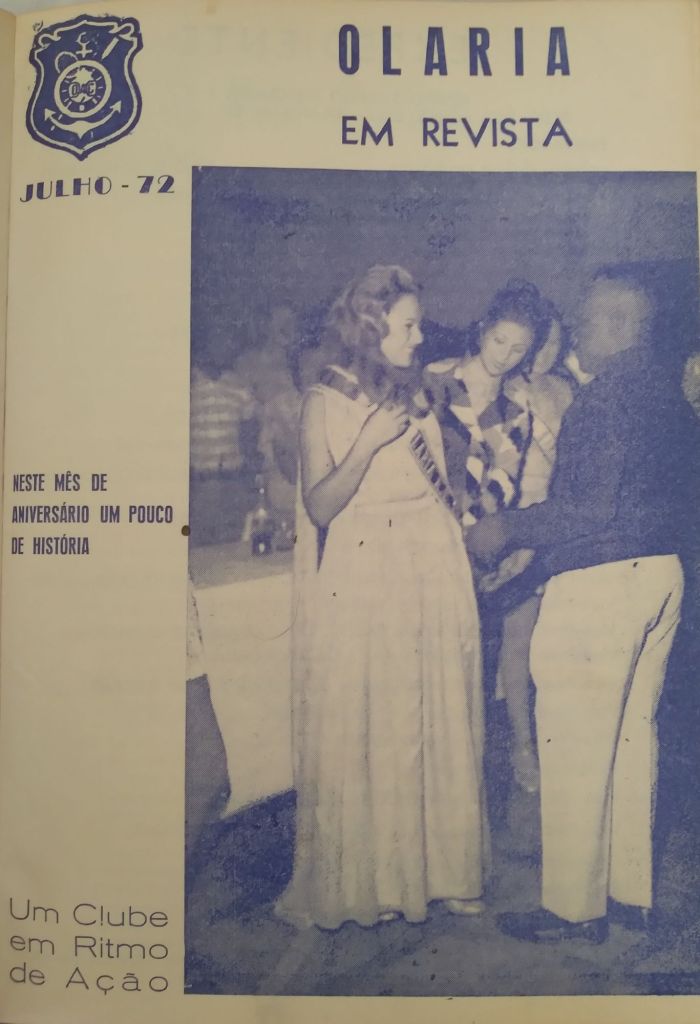 OLARIA
EM REVISTA
JULHO - 72
NESTE MÊS DE
ANIVERSÁRIO UM POUCO
DE HISTÓRIA
Um Clube
em Ritmo
de Ação